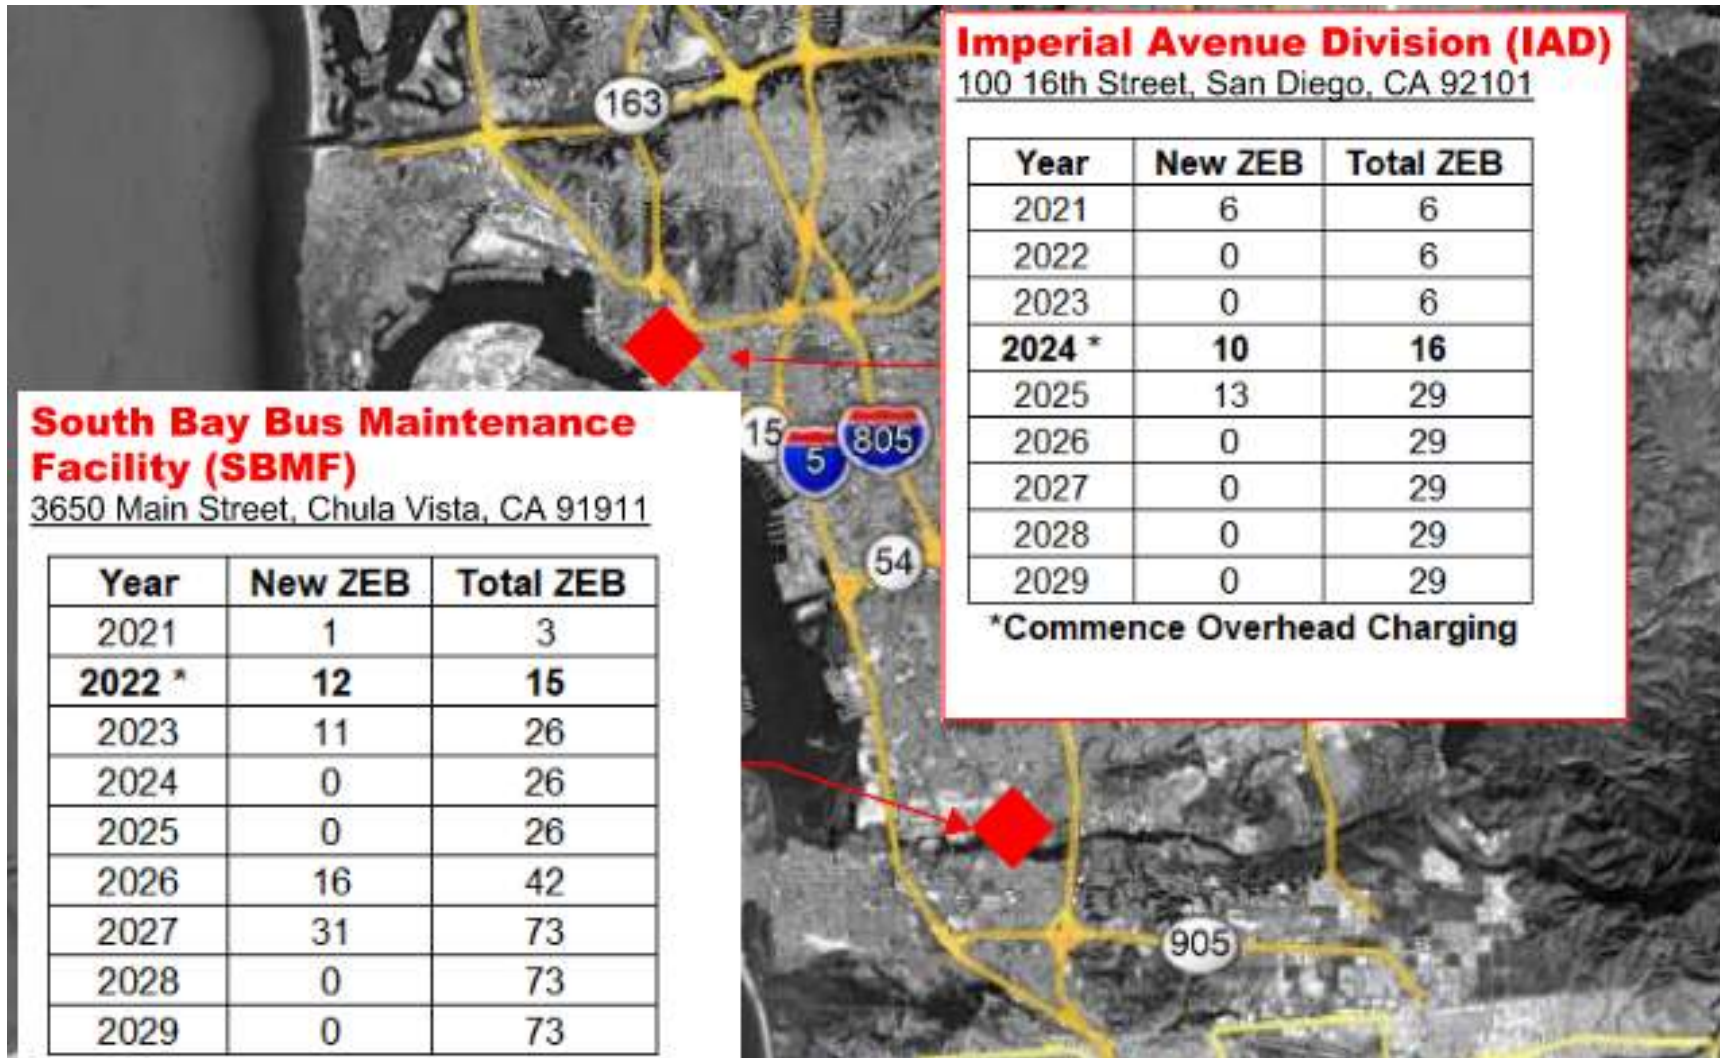 Imperial Avenue Division (IAD)
100 16th Street, San Diego, CA 92101
Year New ZEB Total ZEB
2021 6 6
2022 0 6
2023 0 6
2024 * 10 16
2025 13 29
2026 0 29
2027 0 29
2028 0 29
2029 0 29
*Commence Overhead Charging
163
15
5
805
54
905
South Bay Bus Maintenance
Facility (SBMF)
3650 Main Street, Chula Vista, CA 91911
Year New ZEB Total ZEB
2021 1 3
2022 * 12 15
2023 11 26
2024 0 26
2025 0 26
2026 16 42
2027 31 73
2028 0 73
2029 0 73